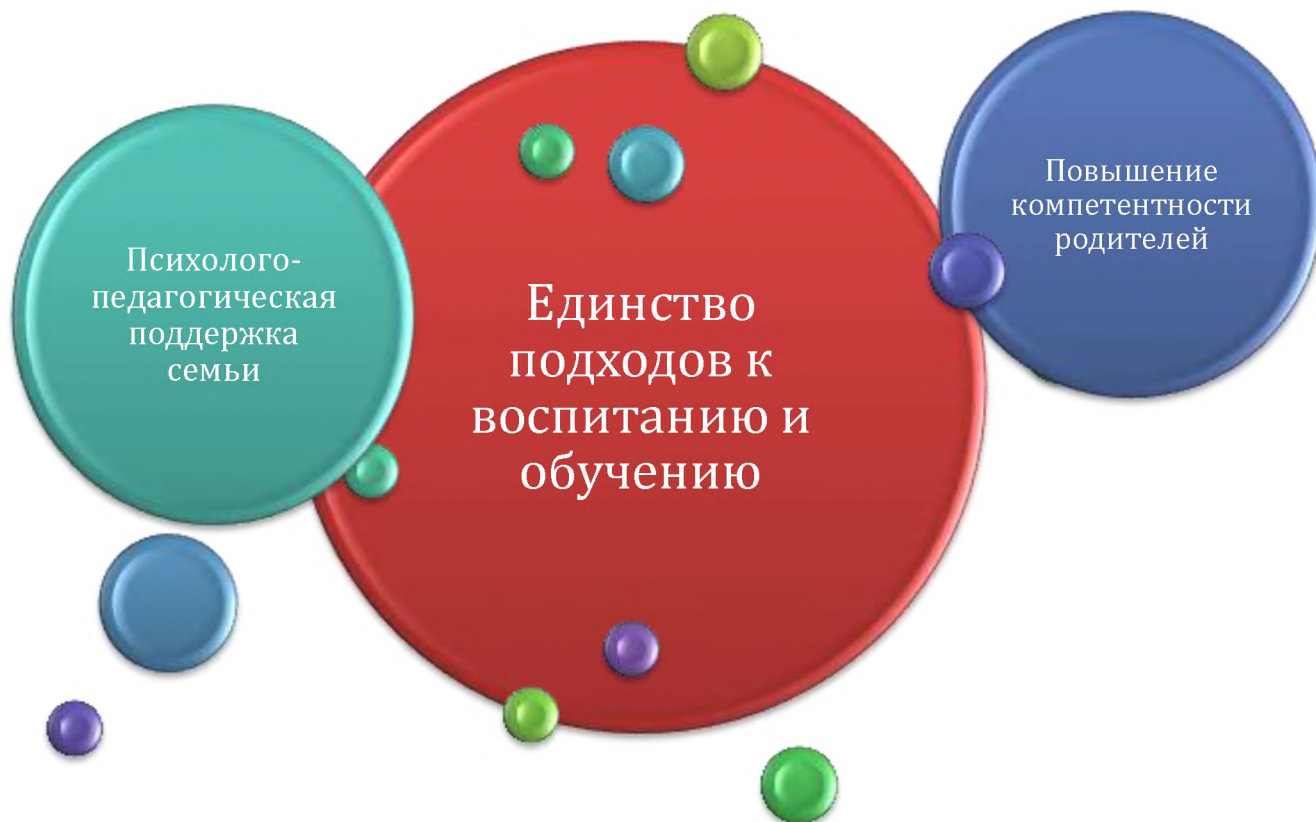 Психолого-
педагогическая
поддержка
семьи
Единство
подходов к
воспитанию и
обучению
Повышение
компетентности
родителей